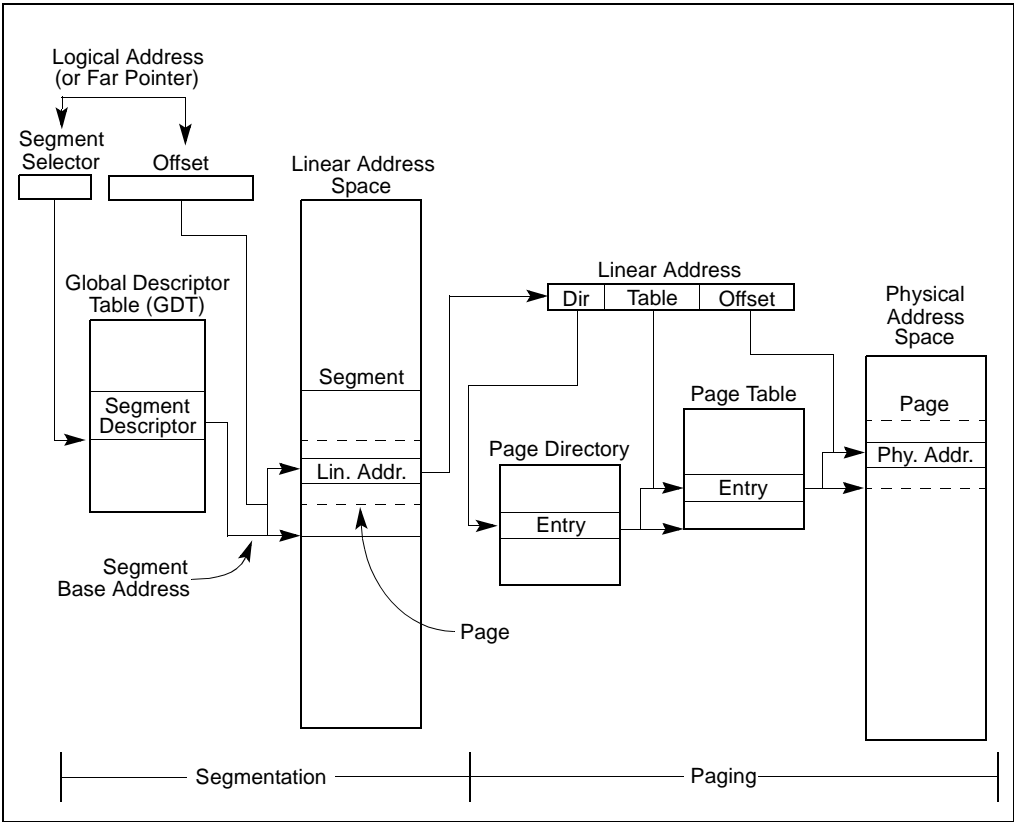 Logical Address
(or Far Pointer)
Segment
Selector
Offset
Linear Address
Space
Global Descriptor
Table (GDT)
Segment
Descriptor
Segment
Lin. Addr.
Segment
Base Address
Page
Linear Address
Dir
Table
Offset
Page Directory
Entry
Page Table
Entry
Physical
Address
Space
Page
Phy. Addr.
Segmentation
Paging